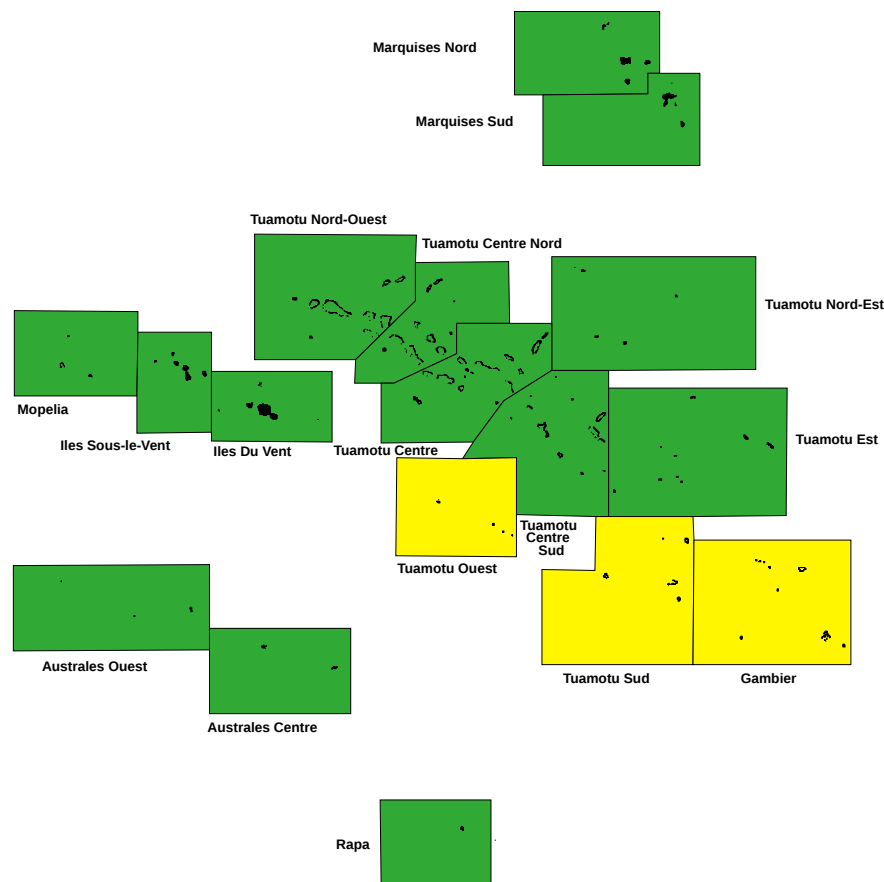 Marquises Nord
Marquises Sud
Tuamotu Nord-Ouest
Tuamotu Centre Nord
Tuamotu Nord-Est
Mopelia
Iles Sous-le-Vent
Iles Du Vent
Tuamotu Centre
Tuamotu Est
Tuamotu
Centre
Sud
Tuamotu Ouest
Australes Ouest
Tuamotu Sud
Gambier
Australes Centre
Rapa